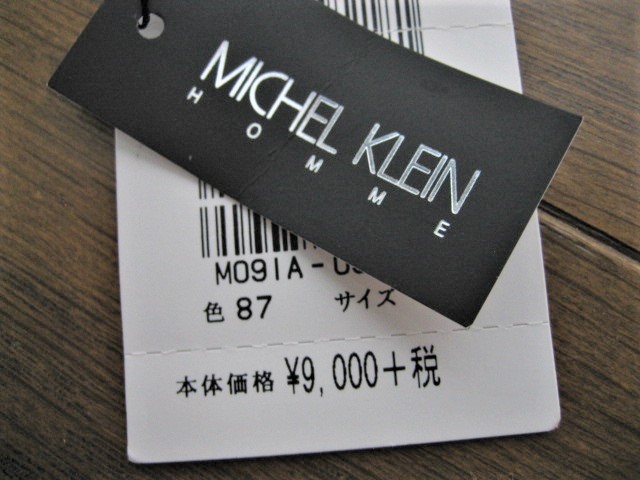 MICHEL KLEIN
HOMME
M091A-
色 87 サイズ
本体価格 ¥9,000+税